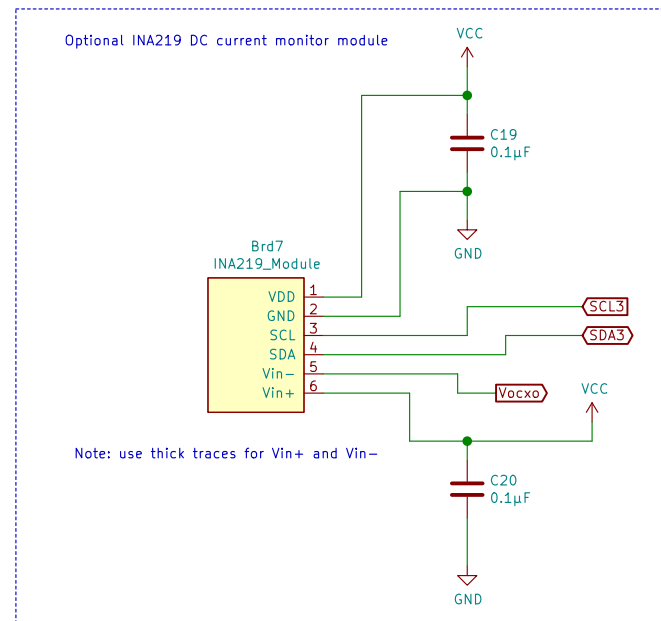 Optional INA219 DC current monitor module
VCC
C19
0.1µF
GND
Brd7
INA219_Module
VDD 1
GND 2
SCL 3
SDA 4
Vin- 5
Vin+ 6
SCL3
SDA3
Vocxo
VCC
Note: use thick traces for Vin+ and Vin-
C20
0.1µF
GND